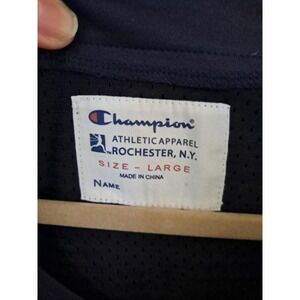 Champion®
ATHLETIC APPAREL
ROCHESTER, N.Y.
SIZE - LARGE
MADE IN CHINA
NAME